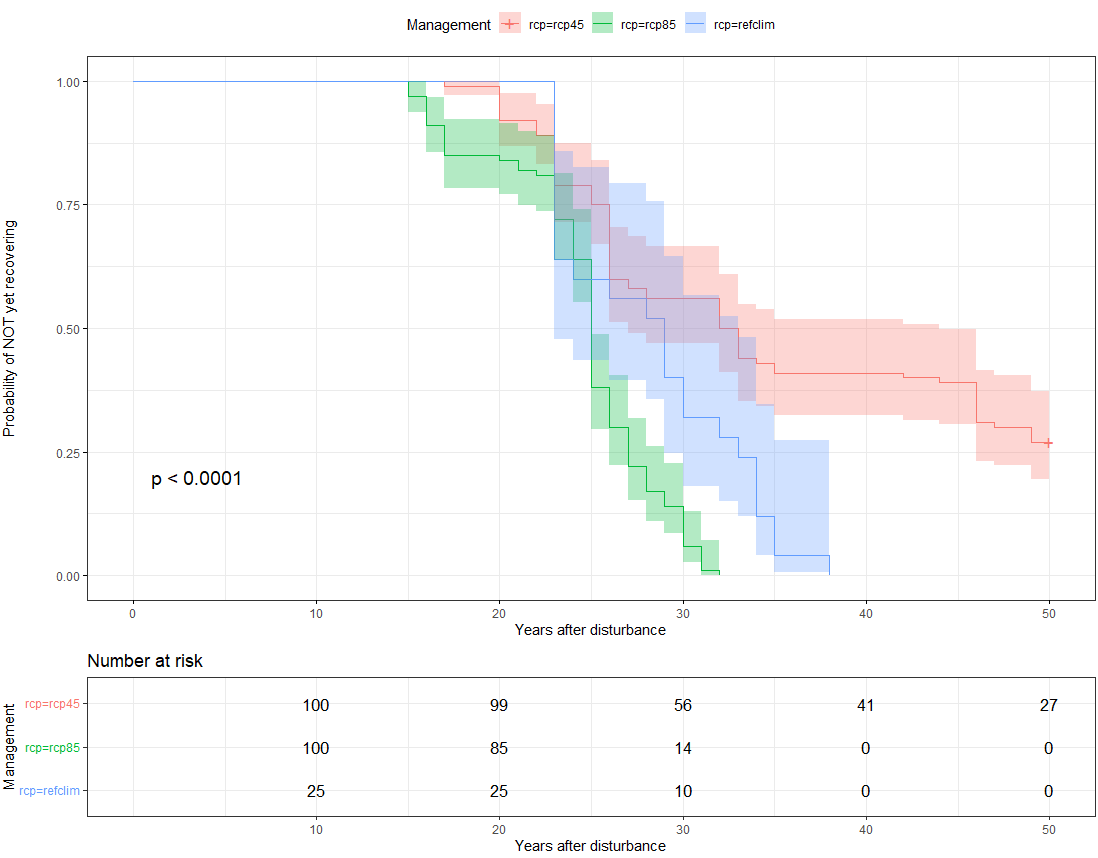 Management rcp=rcp45 rcp=rcp85 rcp=refclim
Probability of NOT yet recovering
1.00
0.75
0.50
0.25
0.00
p < 0.0001
0 10 20 30 40 50
Years after disturbance
Number at risk
Management
rcp=rcp45 100 99 56 41 27
rcp=rcp85 100 85 14 0 0
rcp=refclim 25 25 10 0 0
10 20 30 40 50
Years after disturbance